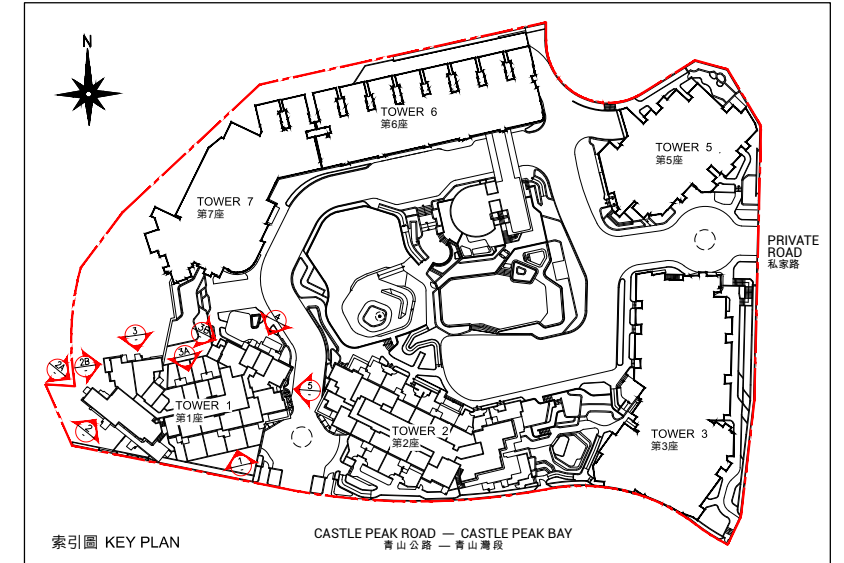 N
TOWER 6
第6座
TOWER 5
第5座
TOWER 7
第7座
PRIVATE
ROAD
私家路
3
4
3B
3A
2A
2B
5
TOWER 1
第1座
2
TOWER 2
第2座
TOWER 3
第3座
1
索引圖 KEY PLAN
CASTLE PEAK ROAD — CASTLE PEAK BAY
青山公路 — 青山灣段